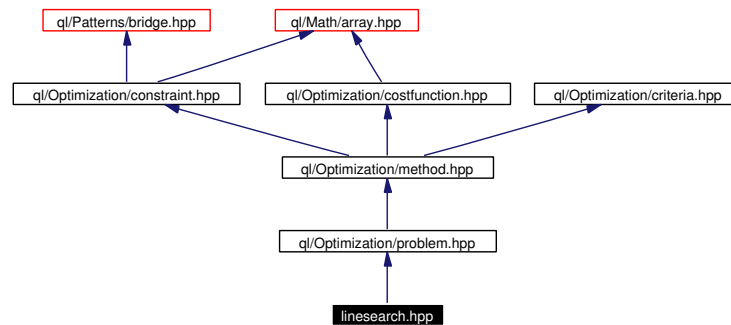 ql/Patterns/bridge.hpp
ql/Math/array.hpp
ql/Optimization/constraint.hpp
ql/Optimization/costfunction.hpp
ql/Optimization/criteria.hpp
ql/Optimization/method.hpp
ql/Optimization/problem.hpp
linesearch.hpp